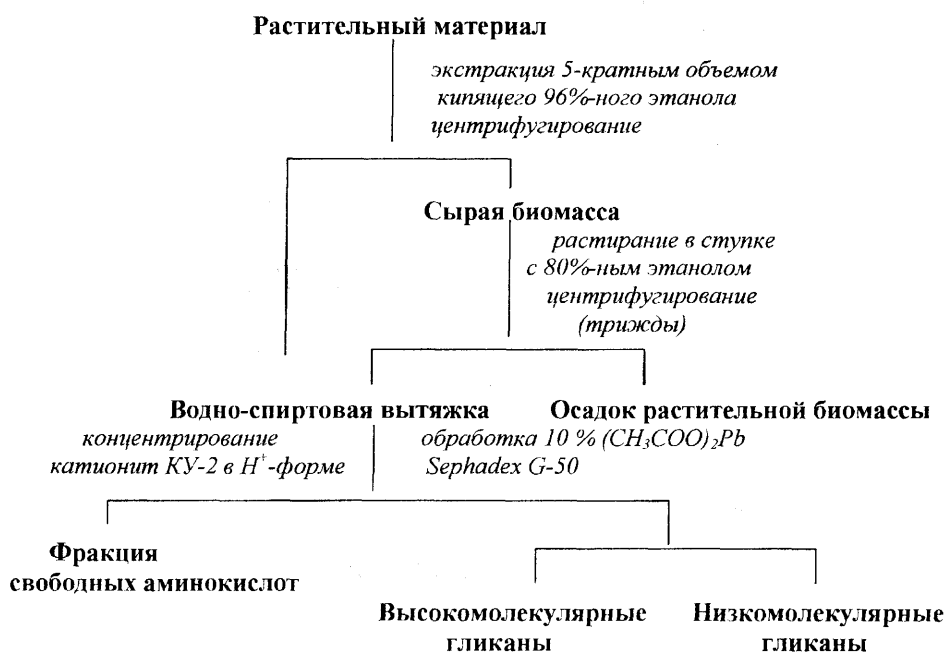 Растительный материал
экстракция 5-кратным объемом
кипящего 96%-ного этанола
центрифугирование
Сырая биомасса
растирание в ступке
с 80%-ным этанолом
центрифугирование
(трижды)
Водно-спиртовая вытяжка
Осадок растительной биомассы
концентрирование
обработка 10 % (CH₃COO)₂Pb
катионит КУ-2 в H⁺-форме
Sephadex G-50
Фракция
свободных аминокислот
Высокомолекулярные
гликаны
Низкомолекулярные
гликаны